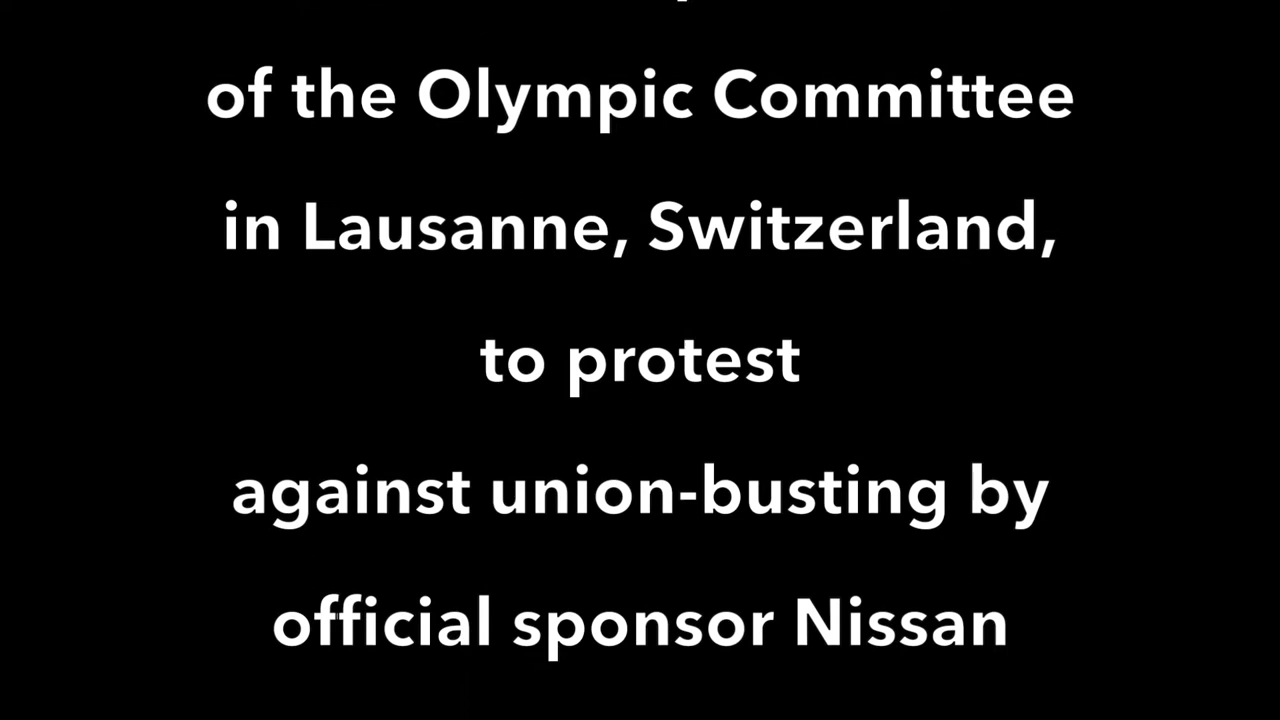 of the Olympic Committee
in Lausanne, Switzerland,
to protest
against union-busting by
official sponsor Nissan